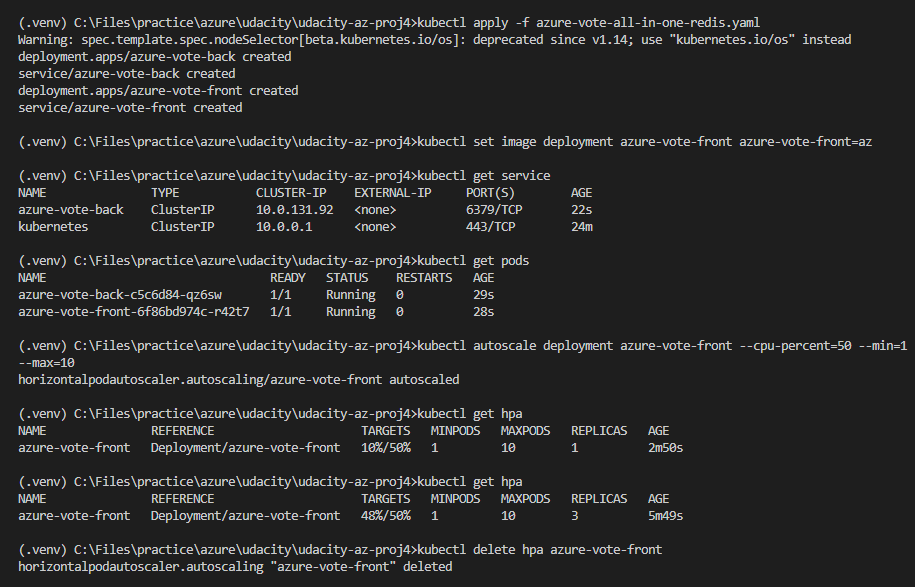 (.venv) C:\Files\practice\azure\udacity\udacity-az-proj4>kubectl apply -f azure-vote-all-in-one-redis.yaml
Warning: spec.template.spec.nodeSelector[beta.kubernetes.io/os]: deprecated since v1.14; use "kubernetes.io/os" instead
deployment.apps/azure-vote-back created
service/azure-vote-back created
deployment.apps/azure-vote-front created
service/azure-vote-front created
(.venv) C:\Files\practice\azure\udacity\udacity-az-proj4>kubectl set image deployment azure-vote-front azure-vote-front=az
(.venv) C:\Files\practice\azure\udacity\udacity-az-proj4>kubectl get service
NAME TYPE CLUSTER-IP EXTERNAL-IP PORT(S) AGE
azure-vote-back ClusterIP 10.0.131.92 <none> 6379/TCP 22s
kubernetes ClusterIP 10.0.0.1 <none> 443/TCP 24m
(.venv) C:\Files\practice\azure\udacity\udacity-az-proj4>kubectl get pods
NAME READY STATUS RESTARTS AGE
azure-vote-back-c5c6d84-qz6sw 1/1 Running 0 29s
azure-vote-front-6f86bd974c-r42t7 1/1 Running 0 28s
(.venv) C:\Files\practice\azure\udacity\udacity-az-proj4>kubectl autoscale deployment azure-vote-front --cpu-percent=50 --min=1
--max=10
horizontalpodautoscaler.autoscaling/azure-vote-front autoscaled
(.venv) C:\Files\practice\azure\udacity\udacity-az-proj4>kubectl get hpa
NAME REFERENCE TARGETS MINPODS MAXPODS REPLICAS AGE
azure-vote-front Deployment/azure-vote-front 10%/50% 1 10 1 2m50s
(.venv) C:\Files\practice\azure\udacity\udacity-az-proj4>kubectl get hpa
NAME REFERENCE TARGETS MINPODS MAXPODS REPLICAS AGE
azure-vote-front Deployment/azure-vote-front 48%/50% 1 10 3 5m49s
(.venv) C:\Files\practice\azure\udacity\udacity-az-proj4>kubectl delete hpa azure-vote-front
horizontalpodautoscaler.autoscaling "azure-vote-front" deleted